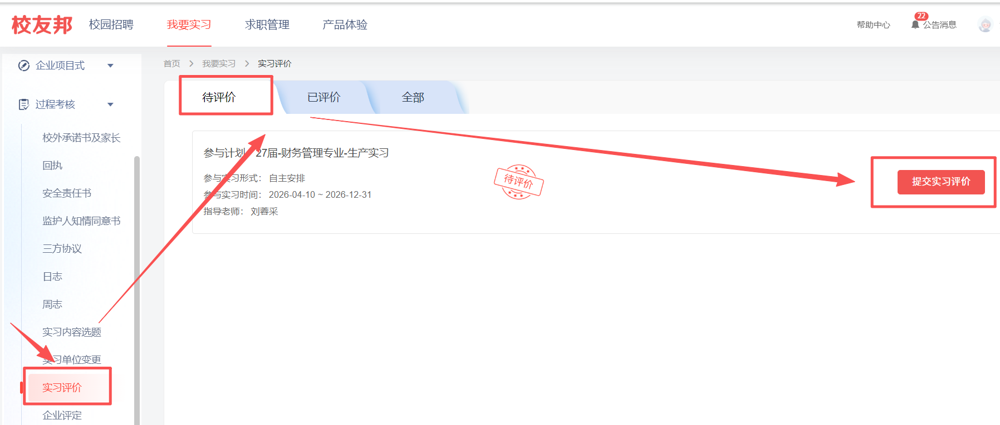 校友邦
校园招聘
我要实习
求职管理
产品体验
帮助中心
22
公告消息
企业项目式
过程考核
校外承诺书及家长
回执
安全责任书
监护人知情同意书
三方协议
日志
周志
实习内容选题
实习单位变更
实习评价
企业评定
首页 > 我要实习 > 实习评价
待评价
已评价
全部
参与计划 27届-财务管理专业-生产实习
参与实习形式： 自主安排
参与实习时间： 2026-04-10 ~ 2026-12-31
指导老师： 刘蓉采
待评价
提交实习评价